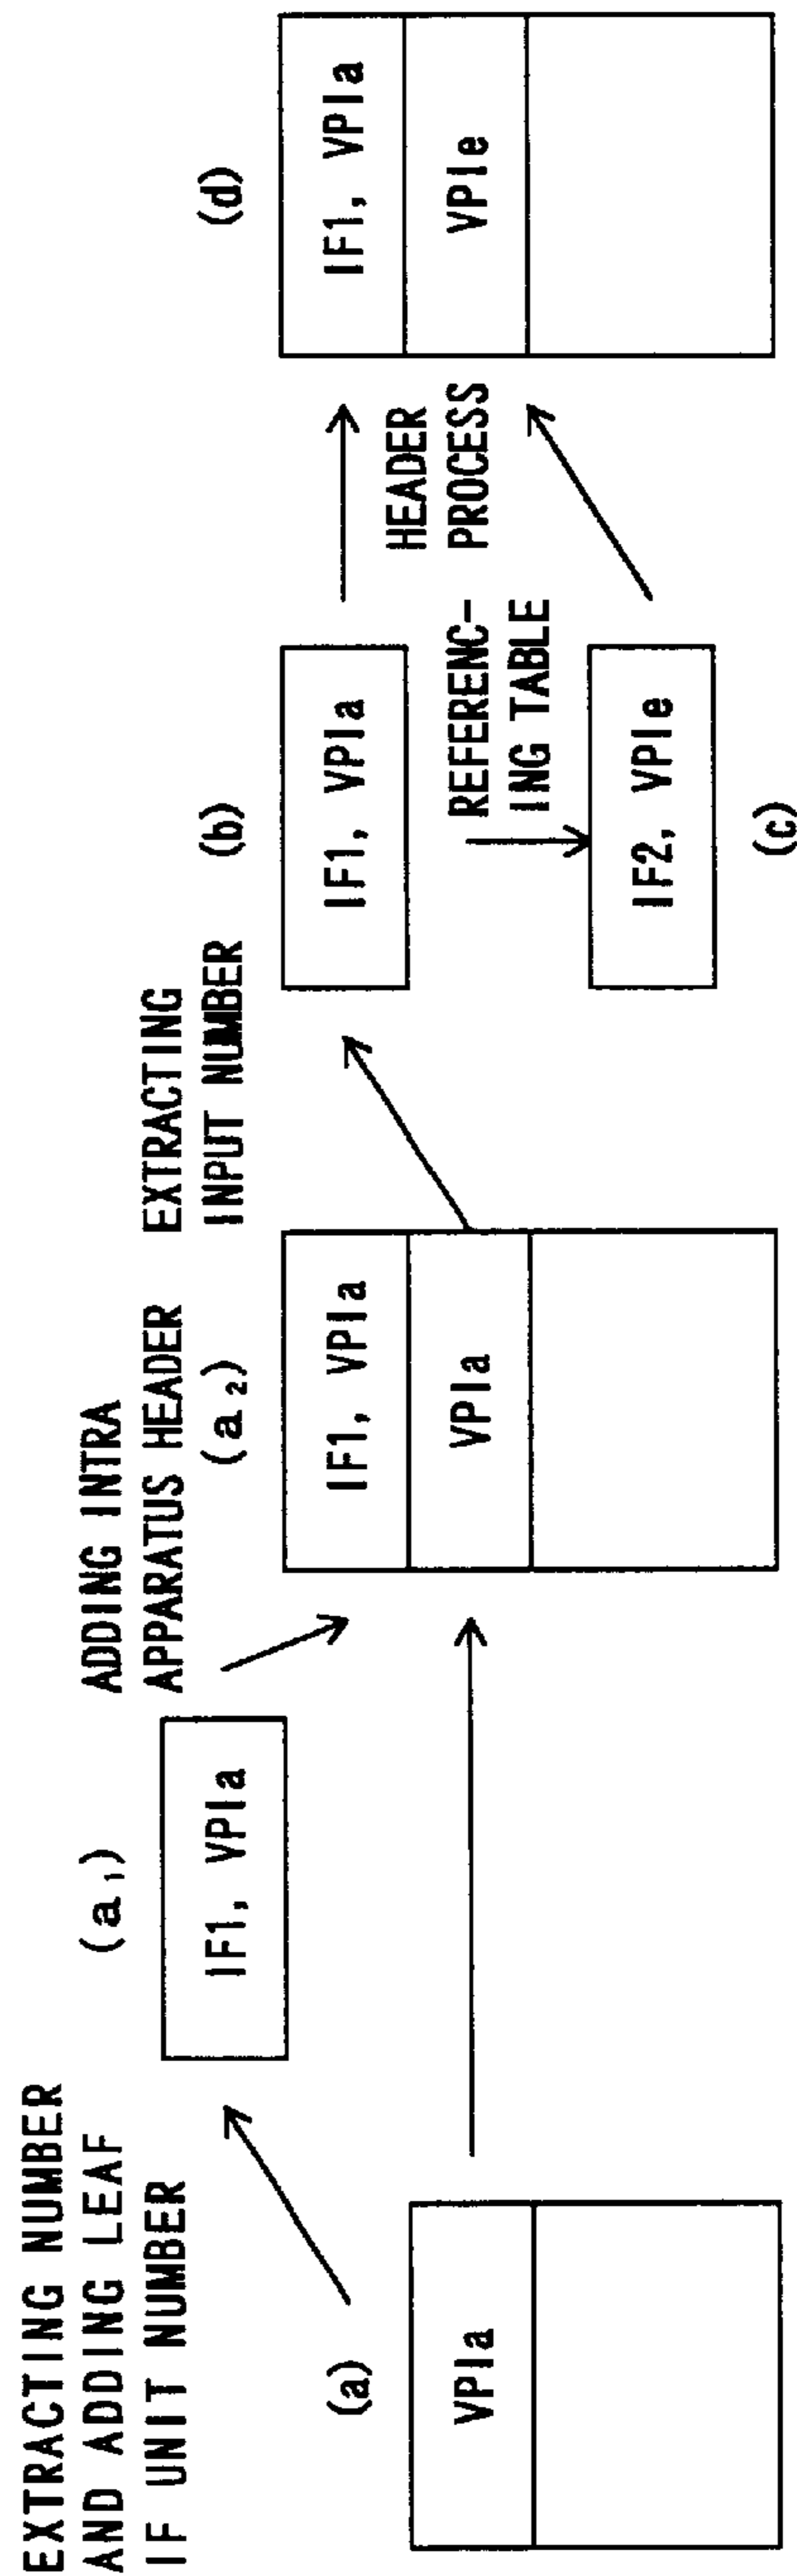 EXTRACTING NUMBER
AND ADDING LEAF
IF UNIT NUMBER
(a)
VPIa
(a₁)
IF1, VPIa
ADDING INTRA
APPARATUS HEADER
(a₂)
IF1, VPIa
VPIa
EXTRACTING
INPUT NUMBER
(b)
IF1, VPIa
REFERENC-
ING TABLE
IF2, VPIe
(c)
HEADER
PROCESS
(d)
IF1, VPIa
VPIe